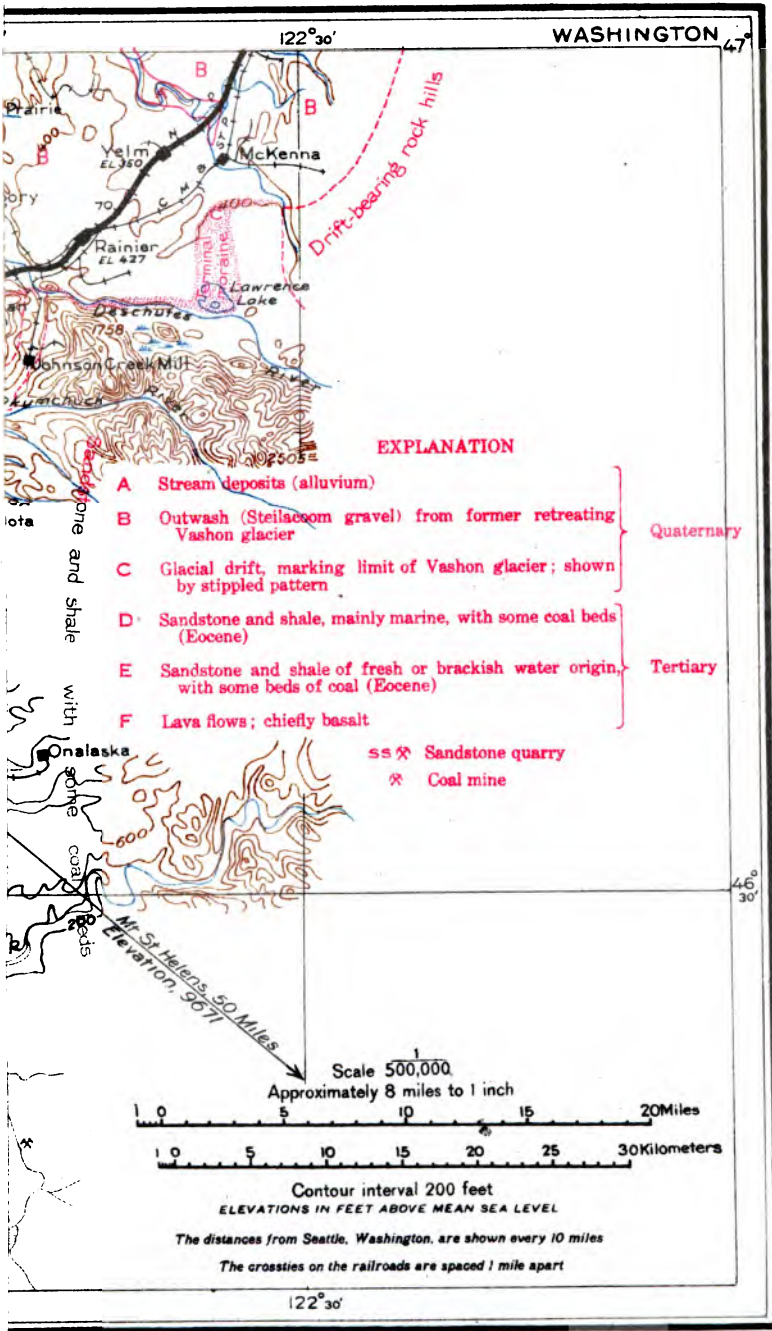 122°30'
WASHINGTON
47°
B
Prairie
400
B
B
Yelm
EL 350
N P
McKenna
C M & S P
70
400
Rainier
EL 427
C
Terminal
Moraine
Drift-bearing rock hills
Lawrence
Lake
Deschutes
River
1758
Johnson Creek Mill
River
2505
EXPLANATION
A Stream deposits (alluvium)
B Outwash (Steilacoom gravel) from former retreating
Vashon glacier
C Glacial drift, marking limit of Vashon glacier; shown
by stippled pattern
Quaternary
D Sandstone and shale, mainly marine, with some coal beds
(Eocene)
E Sandstone and shale of fresh or brackish water origin,
with some beds of coal (Eocene)
F Lava flows; chiefly basalt
Tertiary
SS Sandstone quarry
Coal mine
Sandstone and shale with some coal beds
Onalaska
600
200
46°
30'
Mt St Helens, 50 Miles
Elevation, 9671
Scale 1/500,000
Approximately 8 miles to 1 inch
1 0 5 10 15 20 Miles
1 0 5 10 15 20 25 30 Kilometers
Contour interval 200 feet
ELEVATIONS IN FEET ABOVE MEAN SEA LEVEL
The distances from Seattle, Washington, are shown every 10 miles
The crossties on the railroads are spaced 1 mile apart
122°30'